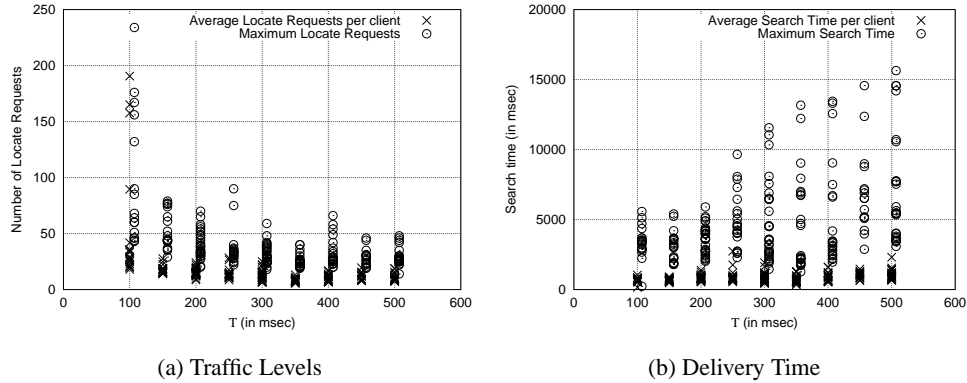 250
200
150
100
50
0
Number of Locate Requests
Average Locate Requests per client
Maximum Locate Requests
0 100 200 300 400 500 600
T (in msec)
(a) Traffic Levels
20000
15000
10000
5000
0
Search time (in msec)
Average Search Time per client
Maximum Search Time
0 100 200 300 400 500 600
T (in msec)
(b) Delivery Time